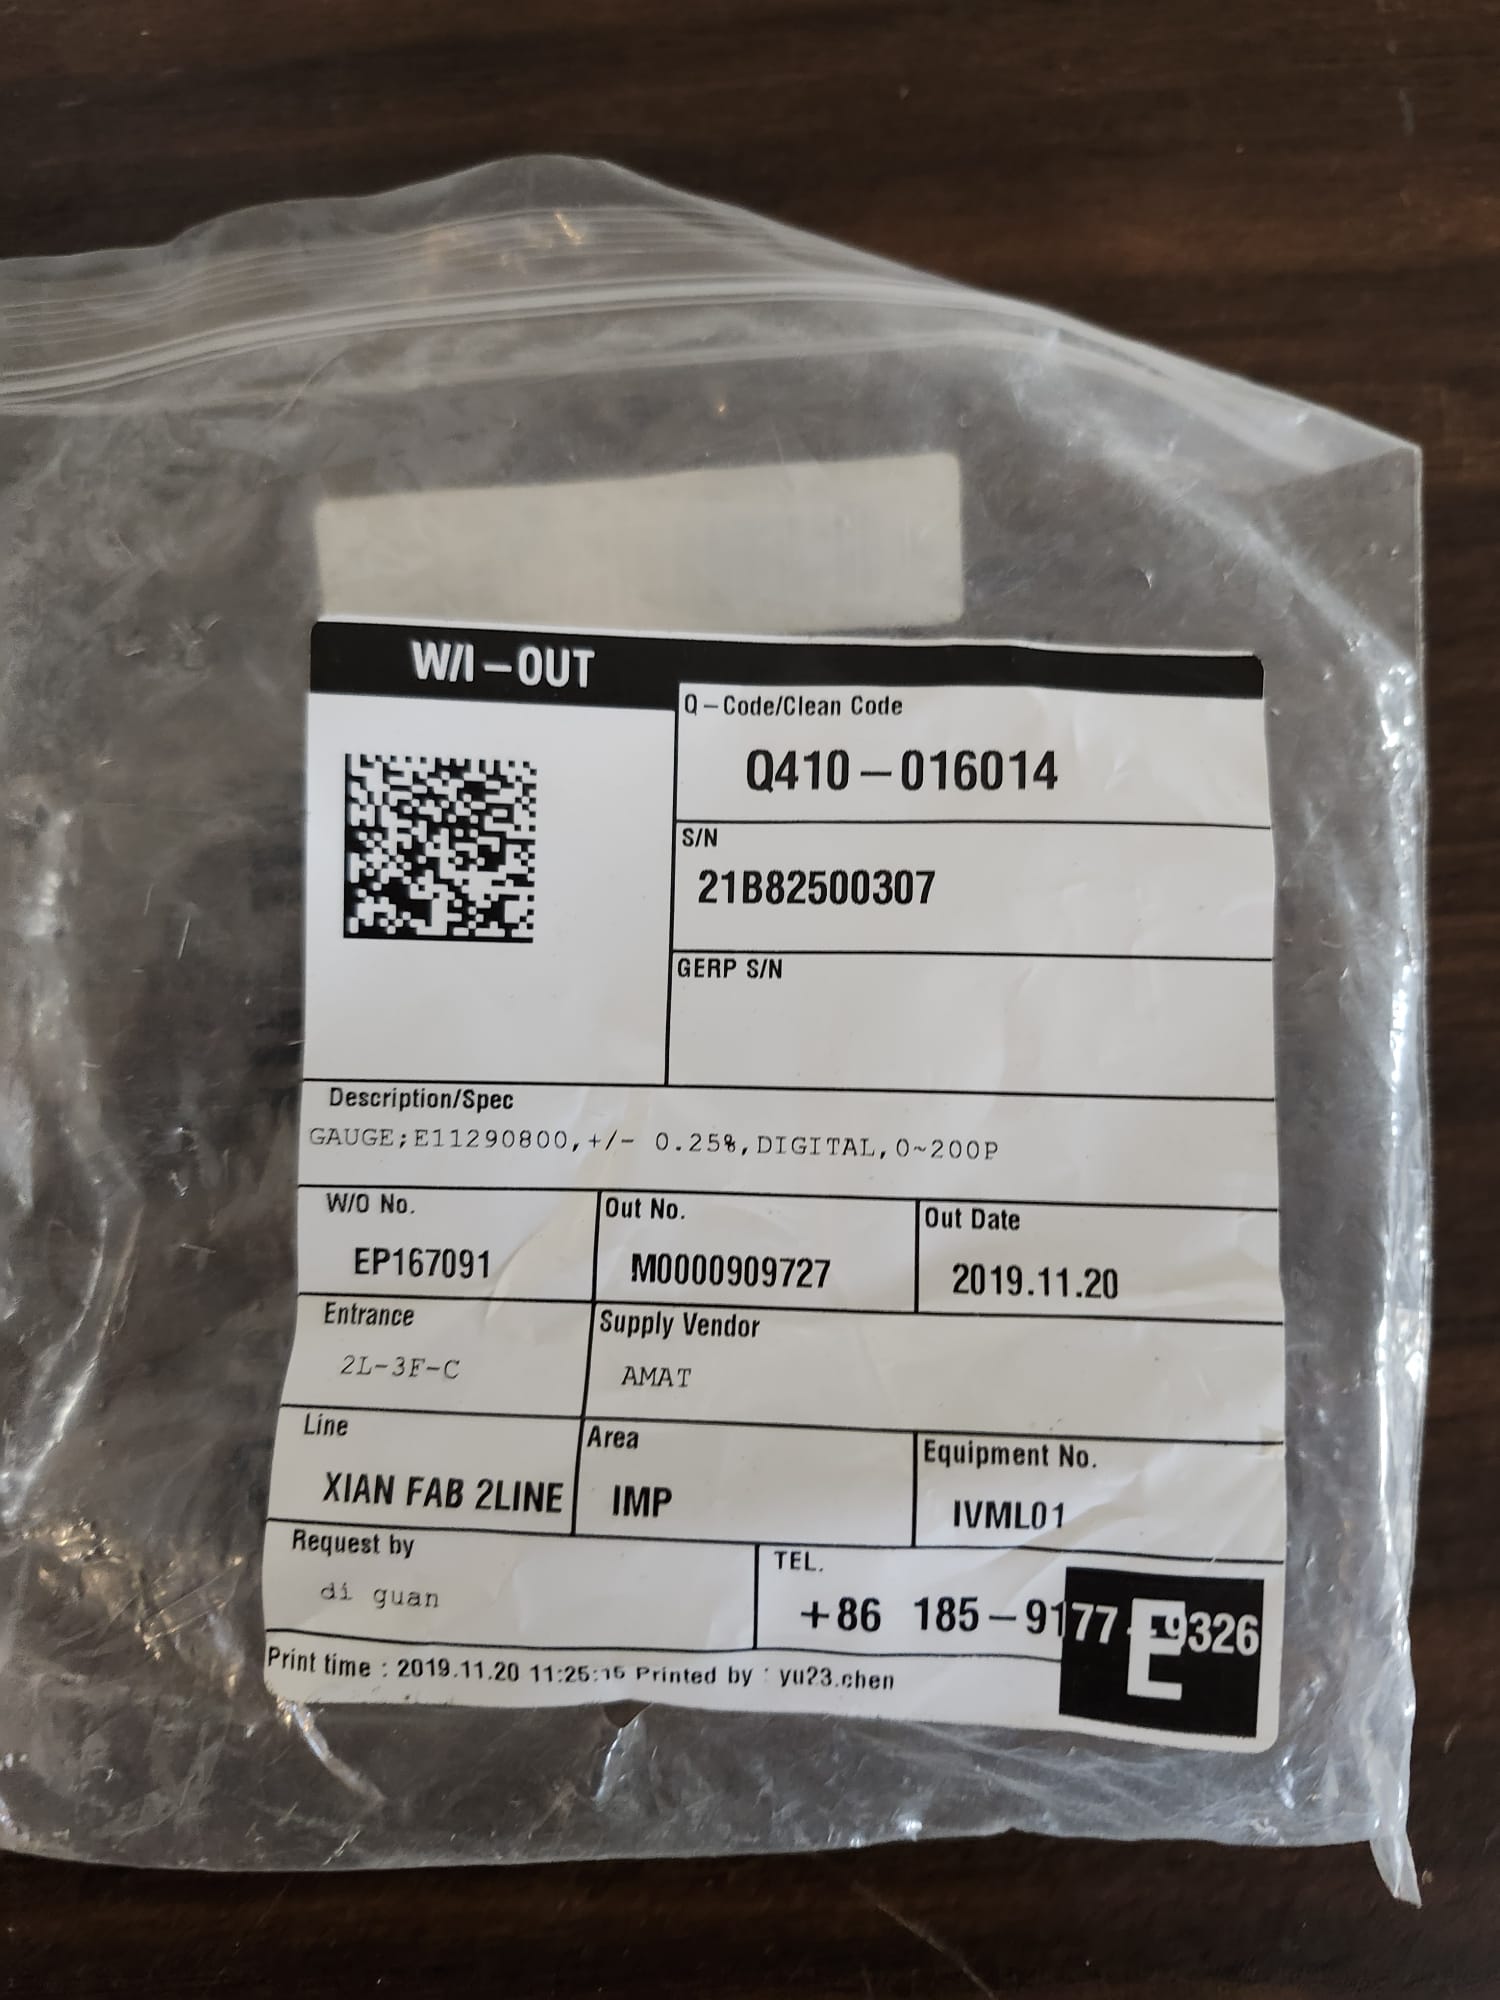 W/I-OUT
Q-Code/Clean Code
Q410-016014
S/N
21B82500307
GERP S/N
Description/Spec
GAUGE;E11290800,+/- 0.25%,DIGITAL,0~200P
W/O No.
EP167091
Out No.
M0000909727
Out Date
2019.11.20
Entrance
2L-3F-C
Supply Vendor
AMAT
Line
XIAN FAB 2LINE
Area
IMP
Equipment No.
IVML01
Request by
di guan
TEL.
+86 185-9177-9326
E
Print time : 2019.11.20 11:25:15 Printed by : yu23.chen